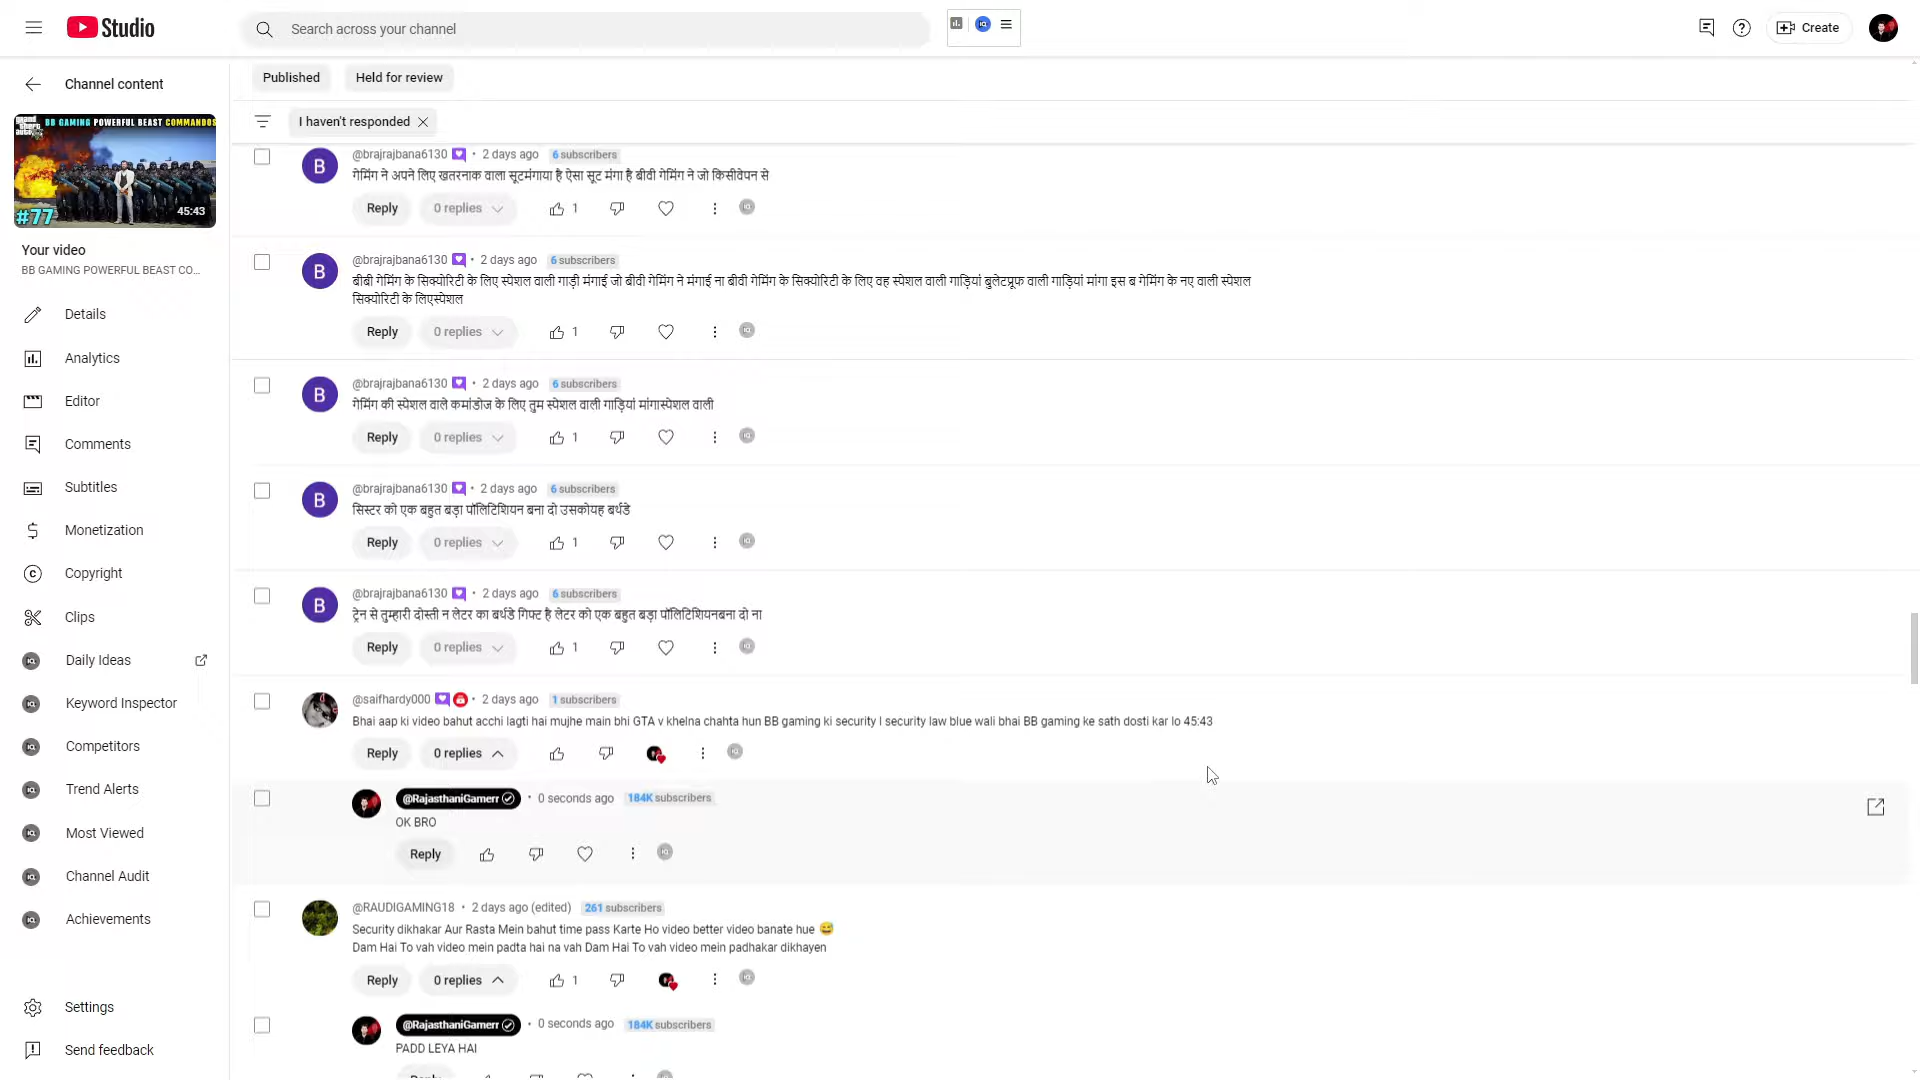 Studio
Search across your channel
Create
Channel content
BB GAMING POWERFUL BEAST COMMANDOS
#77
45:43
Your video
BB GAMING POWERFUL BEAST CO...
Details
Analytics
Editor
Comments
Subtitles
Monetization
Copyright
Clips
Daily Ideas
Keyword Inspector
Competitors
Trend Alerts
Most Viewed
Channel Audit
Achievements
Settings
Send feedback
Published Held for review
I haven't responded
B
@brajrajbana6130 • 2 days ago 6 subscribers
गेमिंग ने अपने लिए खतरनाक वाला सूटमंगाया है ऐसा सूट मंगा है बीवी गेमिंग ने जो किसीवेपन से
Reply 0 replies 1
B
@brajrajbana6130 • 2 days ago 6 subscribers
बीबी गेमिंग के सिक्योरिटी के लिए स्पेशल वाली गाड़ी मंगाई जो बीवी गेमिंग ने मंगाई ना बीवी गेमिंग के सिक्योरिटी के लिए वह स्पेशल वाली गाड़ियां बुलेटप्रूफ वाली गाड़ियां मांगा इस ब गेमिंग के नए वाली स्पेशल
सिक्योरिटी के लिएस्पेशल
Reply 0 replies 1
B
@brajrajbana6130 • 2 days ago 6 subscribers
गेमिंग की स्पेशल वाले कमांडोज के लिए तुम स्पेशल वाली गाड़ियां मांगास्पेशल वाली
Reply 0 replies 1
B
@brajrajbana6130 • 2 days ago 6 subscribers
सिस्टर को एक बहुत बड़ा पॉलिटिशियन बना दो उसकोयह बर्थडे
Reply 0 replies 1
B
@brajrajbana6130 • 2 days ago 6 subscribers
ट्रेन से तुम्हारी दोस्ती न लेटर का बर्थडे गिफ्ट है लेटर को एक बहुत बड़ा पॉलिटिशियनबना दो ना
Reply 0 replies 1
@saifhardy000 • 2 days ago 1 subscribers
Bhai aap ki video bahut acchi lagti hai mujhe main bhi GTA v khelna chahta hun BB gaming ki security I security law blue wali bhai BB gaming ke sath dosti kar lo 45:43
Reply 0 replies
@RajasthaniGamerr • 0 seconds ago 184K subscribers
OK BRO
Reply
@RAUDIGAMING18 • 2 days ago (edited) 261 subscribers
Security dikhakar Aur Rasta Mein bahut time pass Karte Ho video better video banate hue 😅
Dam Hai To vah video mein padta hai na vah Dam Hai To vah video mein padhakar dikhayen
Reply 0 replies 1
@RajasthaniGamerr • 0 seconds ago 184K subscribers
PADD LEYA HAI